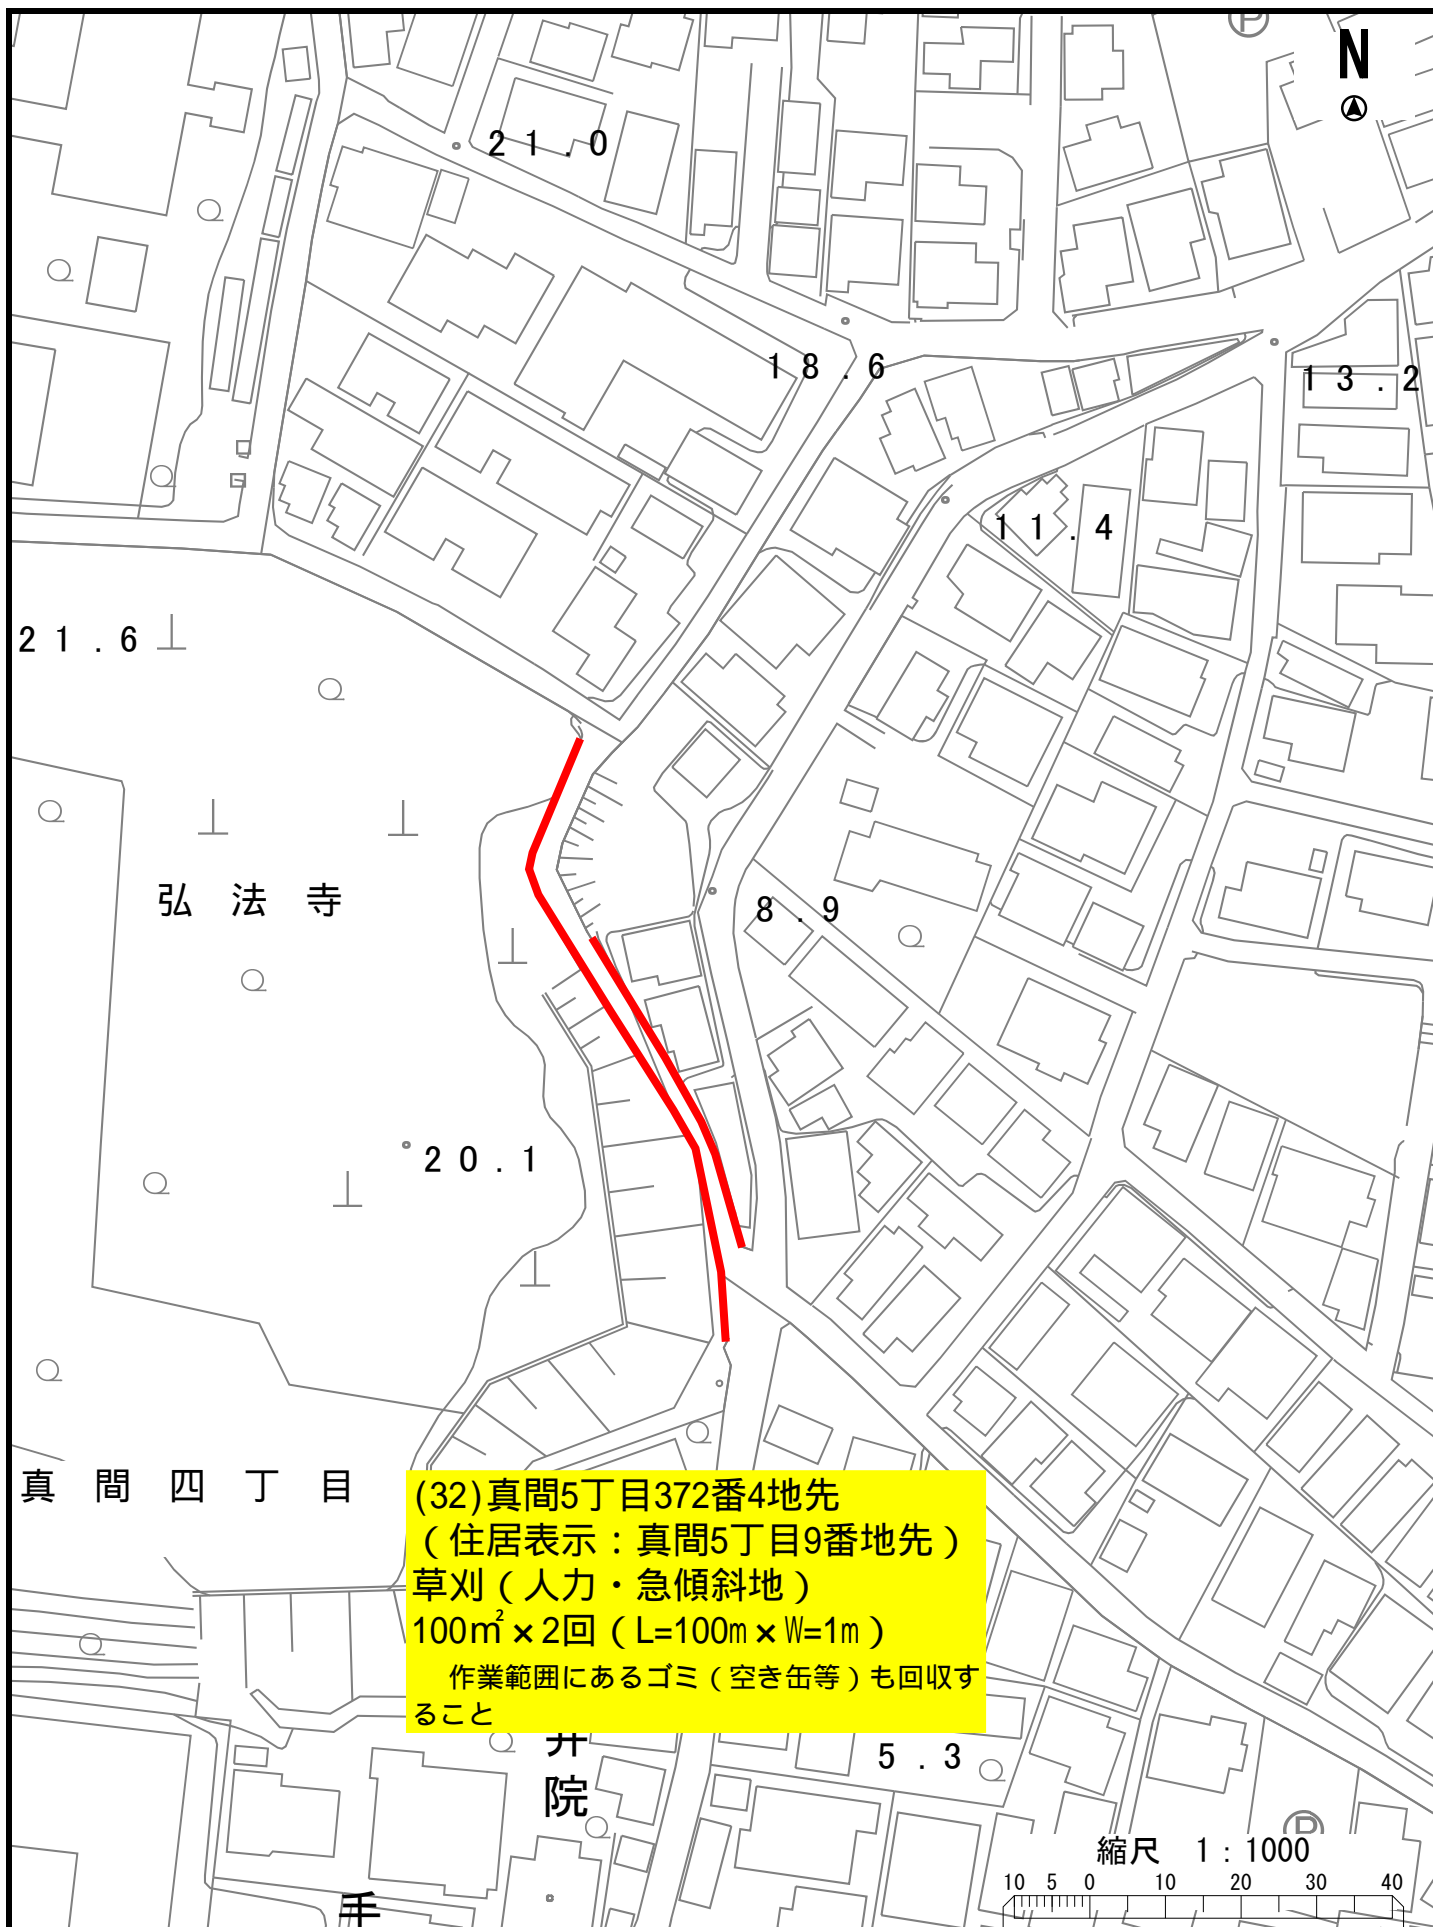 N
21.0
18.6
13.2
11.4
21.6
8.9
弘法寺
20.1
真間四丁目
(32)真間5丁目372番4地先
（住居表示：真間5丁目9番地先）
草刈（人力・急傾斜地）
100㎡×2回（L=100m×W=1m）
作業範囲にあるゴミ（空き缶等）も回収す
ること
井
院
5.3
P
P
縮尺 1：1000
10 5 0 10 20 30 40
手